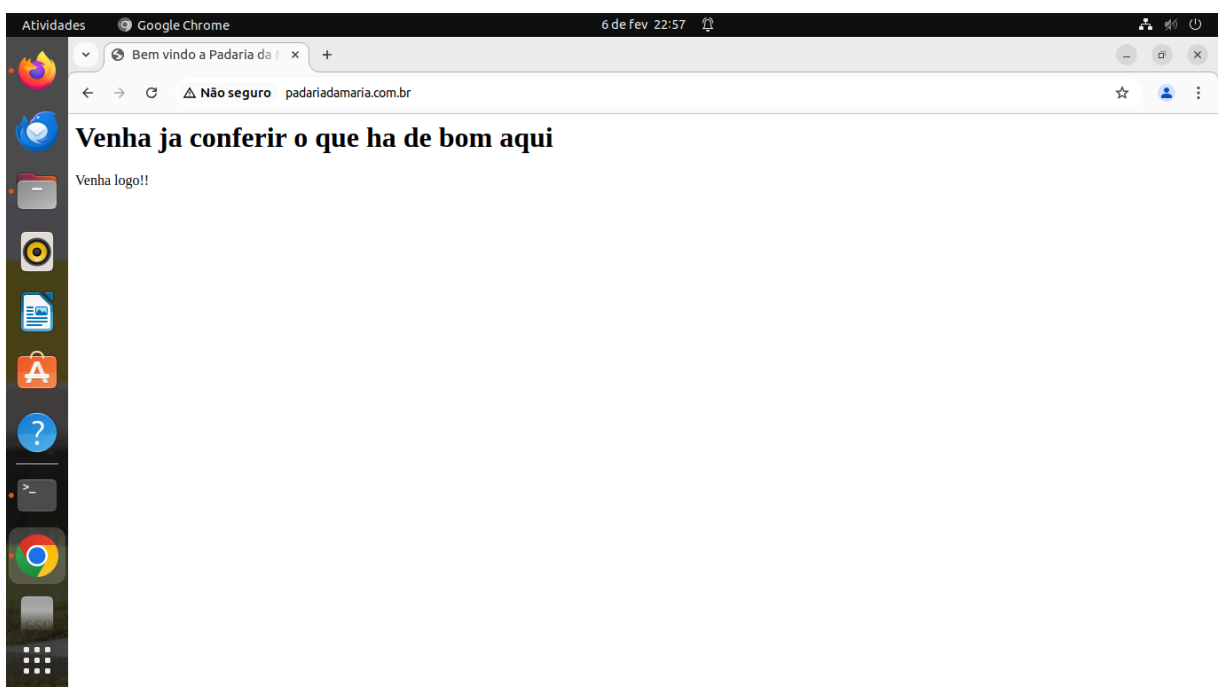 Atividades Google Chrome 6 de fev 22:57
Bem vindo a Padaria da
Não seguro padariadamaria.com.br
Venha ja conferir o que ha de bom aqui
Venha logo!!
SSD